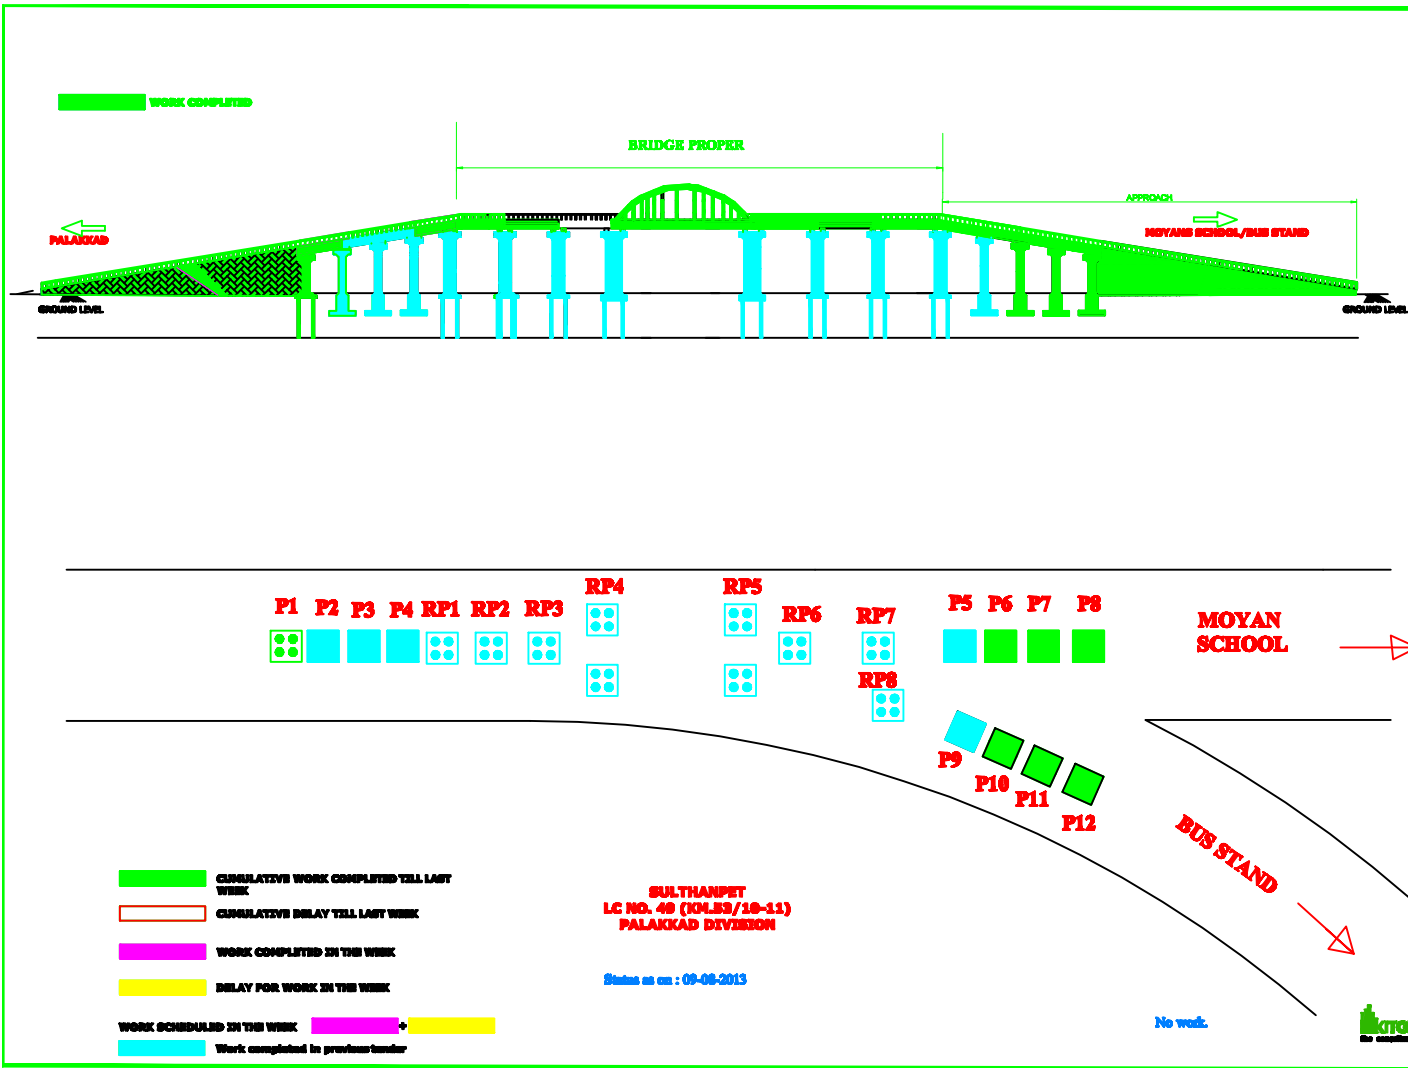 WORK COMPLETED
BRIDGE PROPER
APPROACH
PALAKKAD
MOYANS SCHOOL/BUS STAND
GROUND LEVEL
GROUND LEVEL
RP4
RP5
P1
P2
P3
P4
RP1
RP2
RP3
RP6
RP7
P5
P6
P7
P8
MOYAN
SCHOOL
RP8
P9
P10
P11
P12
BUS STAND
CUMULATIVE WORK COMPLETED TILL LAST
WEEK
CUMULATIVE DELAY TILL LAST WEEK
WORK COMPLETED IN THE WEEK
DELAY FOR WORK IN THE WEEK
WORK SCHEDULED IN THE WEEK +
Work completed in previous tender
SULTHANPET
LC NO. (KM. /10-11)
PALAKKAD DIVISION
Status as on : 09-08-2013
No work.
KITCO